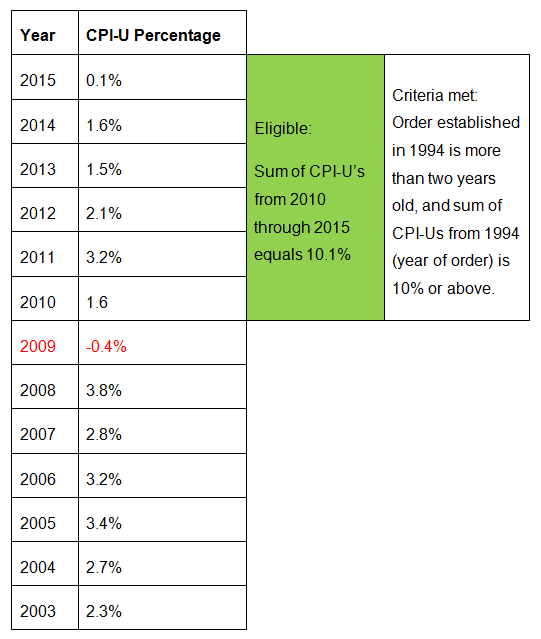 Year CPI-U Percentage
2015 0.1%
2014 1.6%
2013 1.5%
2012 2.1%
2011 3.2%
2010 1.6
Eligible:
Sum of CPI-U’s
from 2010
through 2015
equals 10.1%
Criteria met:
Order established
in 1994 is more
than two years
old, and sum of
CPI-Us from 1994
(year of order) is
10% or above.
2009 -0.4%
2008 3.8%
2007 2.8%
2006 3.2%
2005 3.4%
2004 2.7%
2003 2.3%